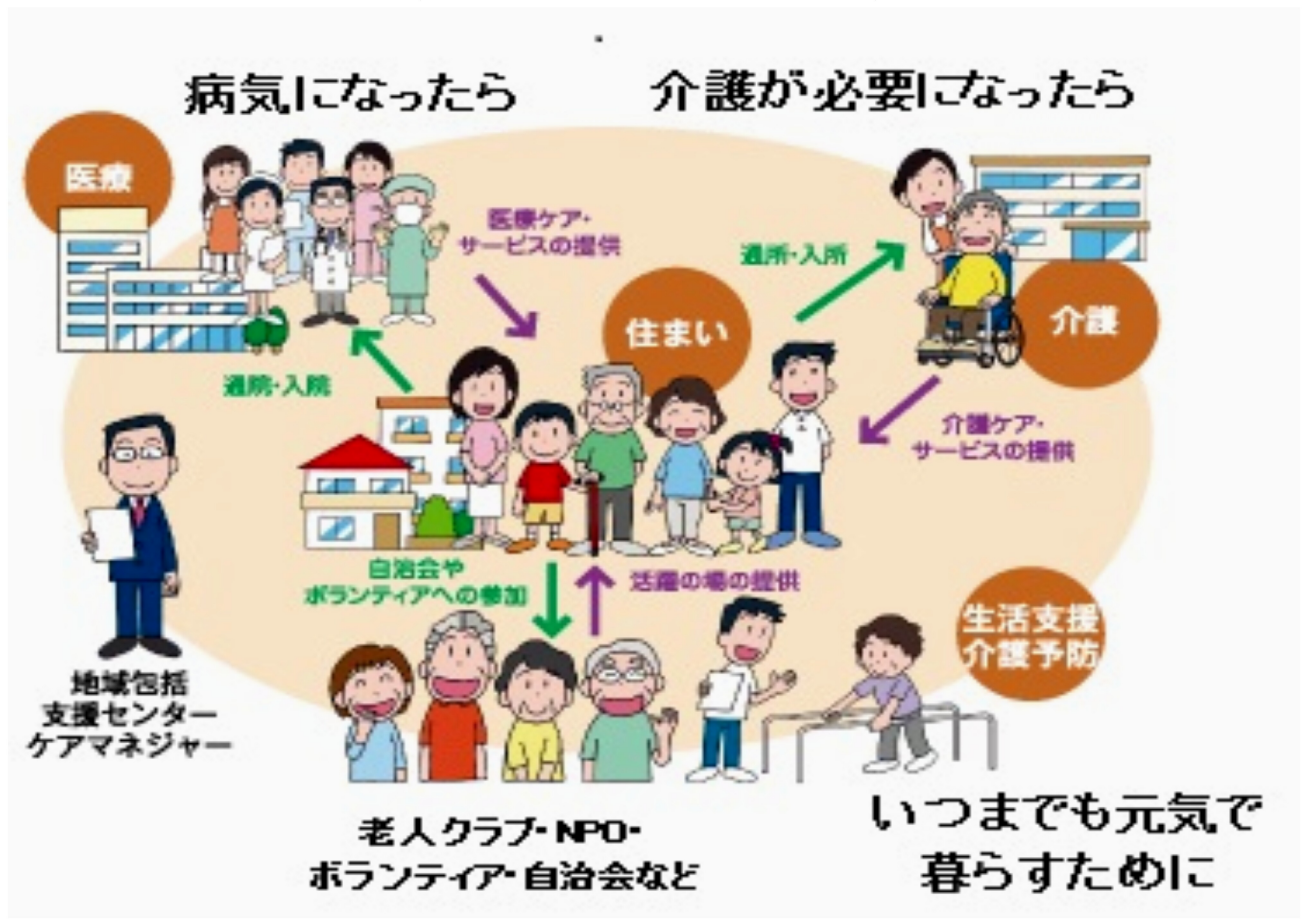 病気になったら
介護が必要になったら
医療
医療ケア・
サービスの提供
通所・入所
住まい
介護
通院・入院
介護ケア・
サービスの提供
自治会や
ボランティアへの参加
活躍の場の提供
生活支援
介護予防
地域包括
支援センター
ケアマネジャー
老人クラブ・NPO・
ボランティア・自治会など
いつまでも元気で
暮らすために